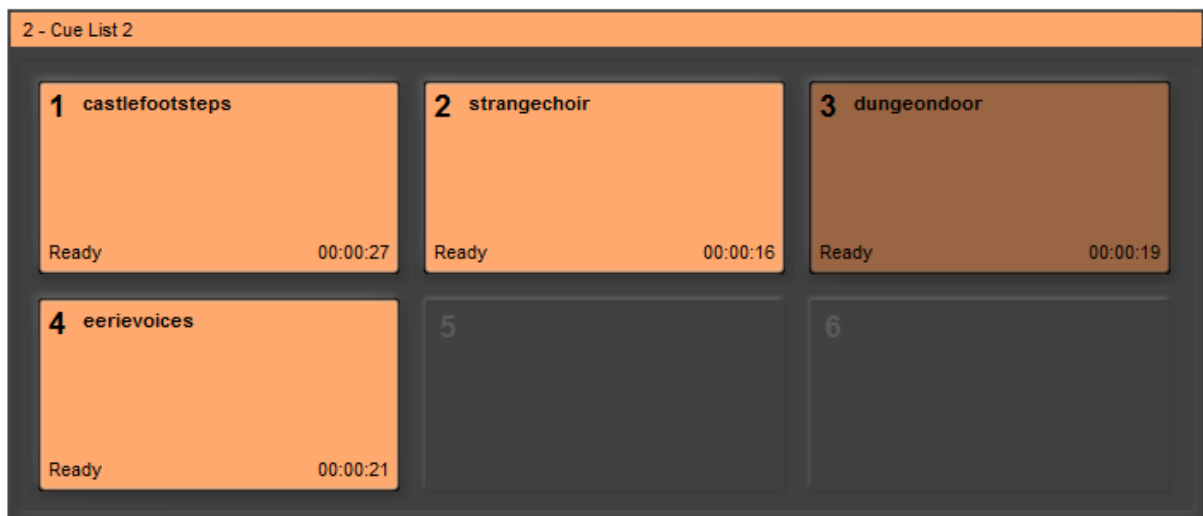 2 - Cue List 2
1 castlefootsteps
Ready 00:00:27
2 strangechoir
Ready 00:00:16
3 dungeondoor
Ready 00:00:19
4 eerievoices
Ready 00:00:21
5
6